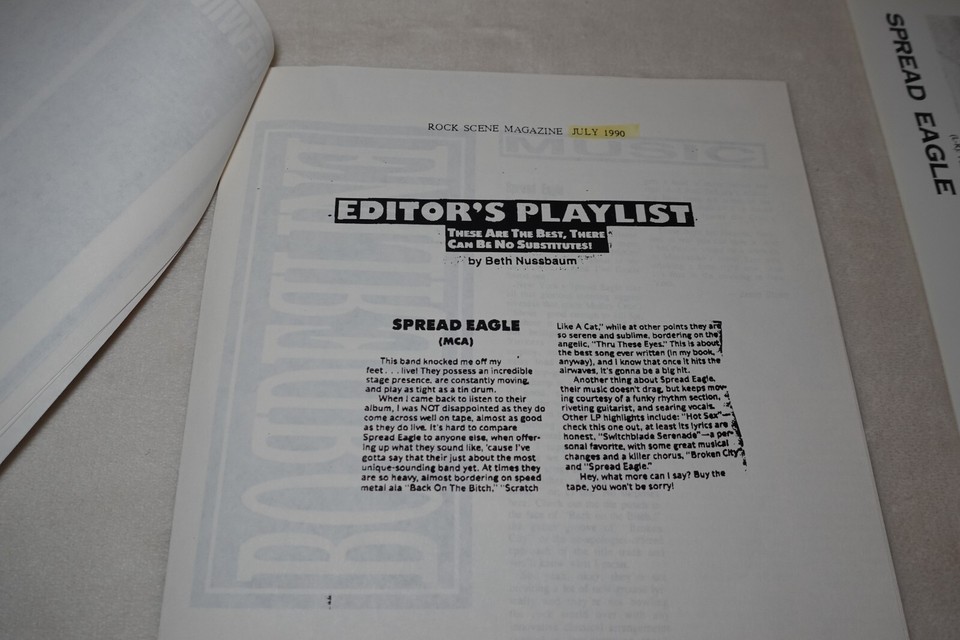 ROCK SCENE MAGAZINE JULY 1990
MUSIC
EDITOR'S PLAYLIST
THESE ARE THE BEST, THERE
CAN BE NO SUBSTITUTES!
by Beth Nussbaum
SPREAD EAGLE
(MCA)
This band knocked me off my
feet . . . live! They possess an incredible
stage presence, are constantly moving,
and play as tight as a tin drum.
When I came back to listen to their
album, I was NOT disappointed as they do
come across well on tape, almost as good
as they do live. It's hard to compare
Spread Eagle to anyone else, when offer-
ing up what they sound like, 'cause I've
gotta say that their just about the most
unique-sounding band yet. At times they
are so heavy, almost bordering on speed
metal ala "Back On The Bitch," "Scratch
Like A Cat," while at other points they are
so serene and sublime, bordering on the
angelic, "Thru These Eyes." This is about
the best song ever written (in my book,
anyway), and I know that once it hits the
airwaves, it's gonna be a big hit.
Another thing about Spread Eagle,
their music doesn't drag, but keeps mov-
ing courtesy of a funky rhythm section,
riveting guitarist, and searing vocals.
Other LP highlights include: "Hot Sex"—
check this one out, at least its lyrics are
honest, "Switchblade Serenade"—a per-
sonal favorite, with some great musical
changes and a killer chorus, "Broken City"
and "Spread Eagle."
Hey, what more can I say? Buy the
tape, you won't be sorry!
SPREAD EAGLE